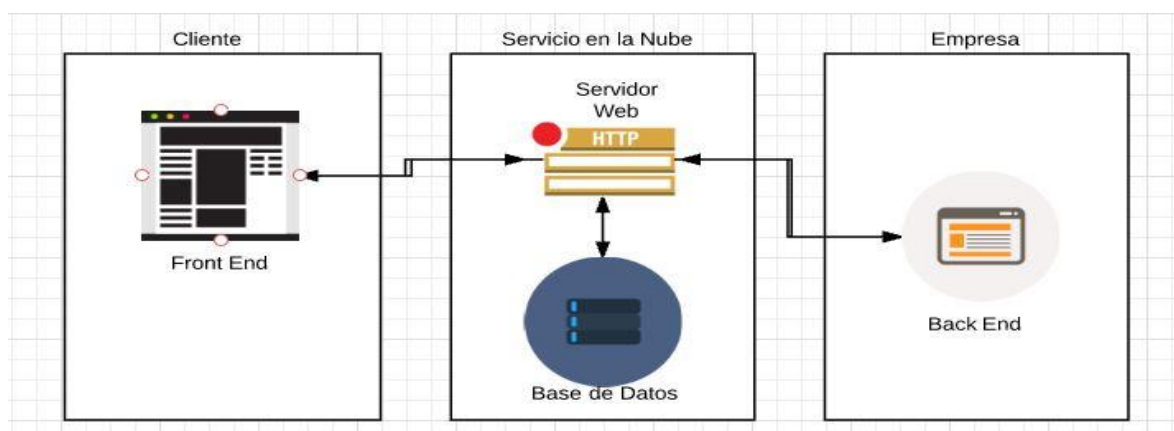 Cliente
Front End
Servicio en la Nube
Servidor
Web
HTTP
Base de Datos
Empresa
Back End